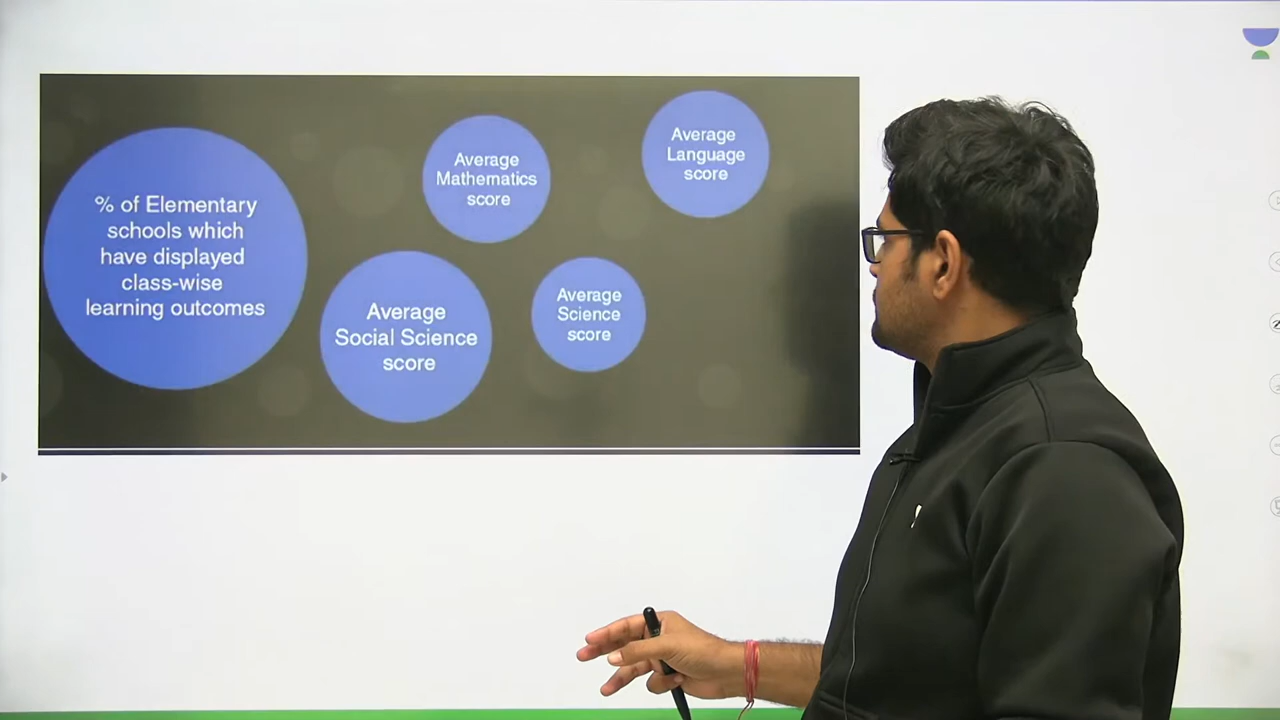 % of Elementary
schools which
have displayed
class-wise
learning outcomes
Average
Mathematics
score
Average
Language
score
Average
Social Science
score
Average
Science
score